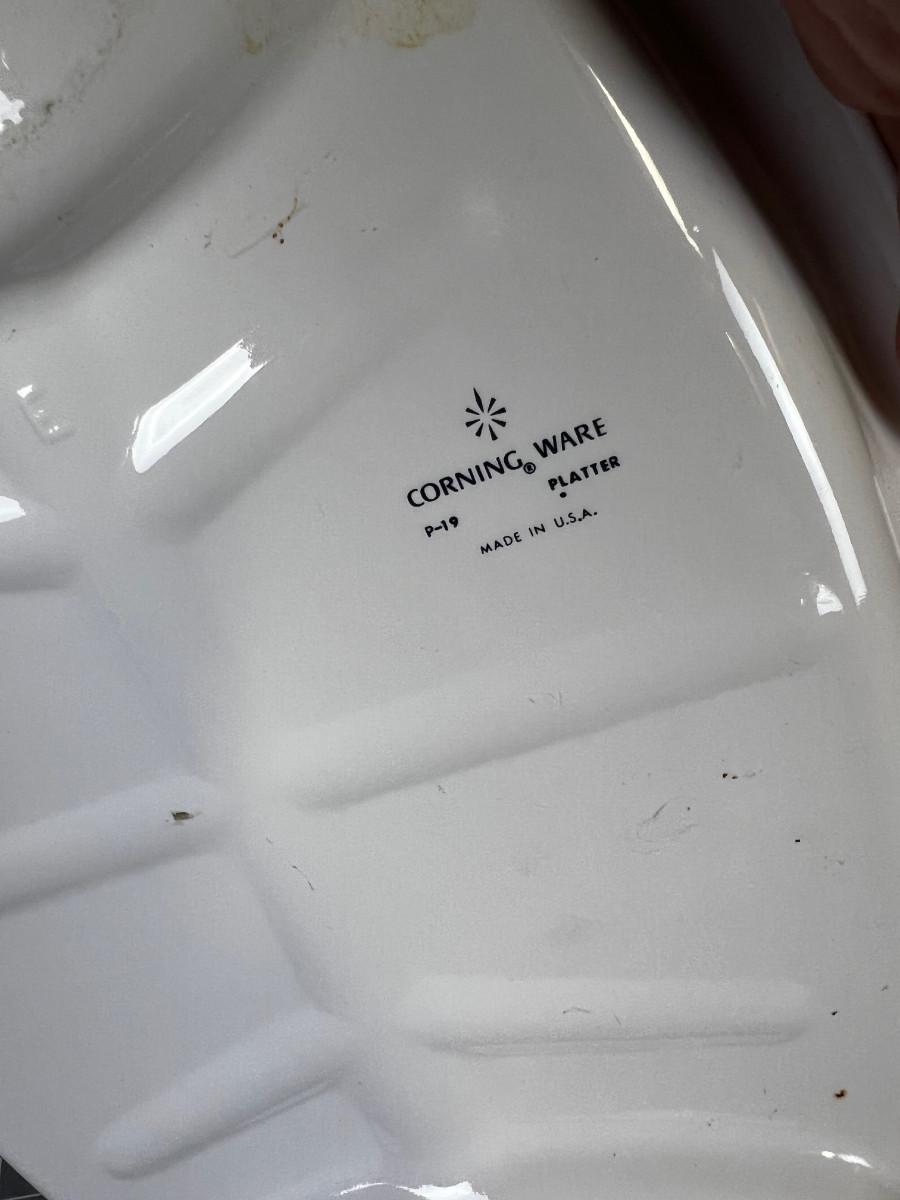 CORNING® WARE
P-19 PLATTER
MADE IN U.S.A.